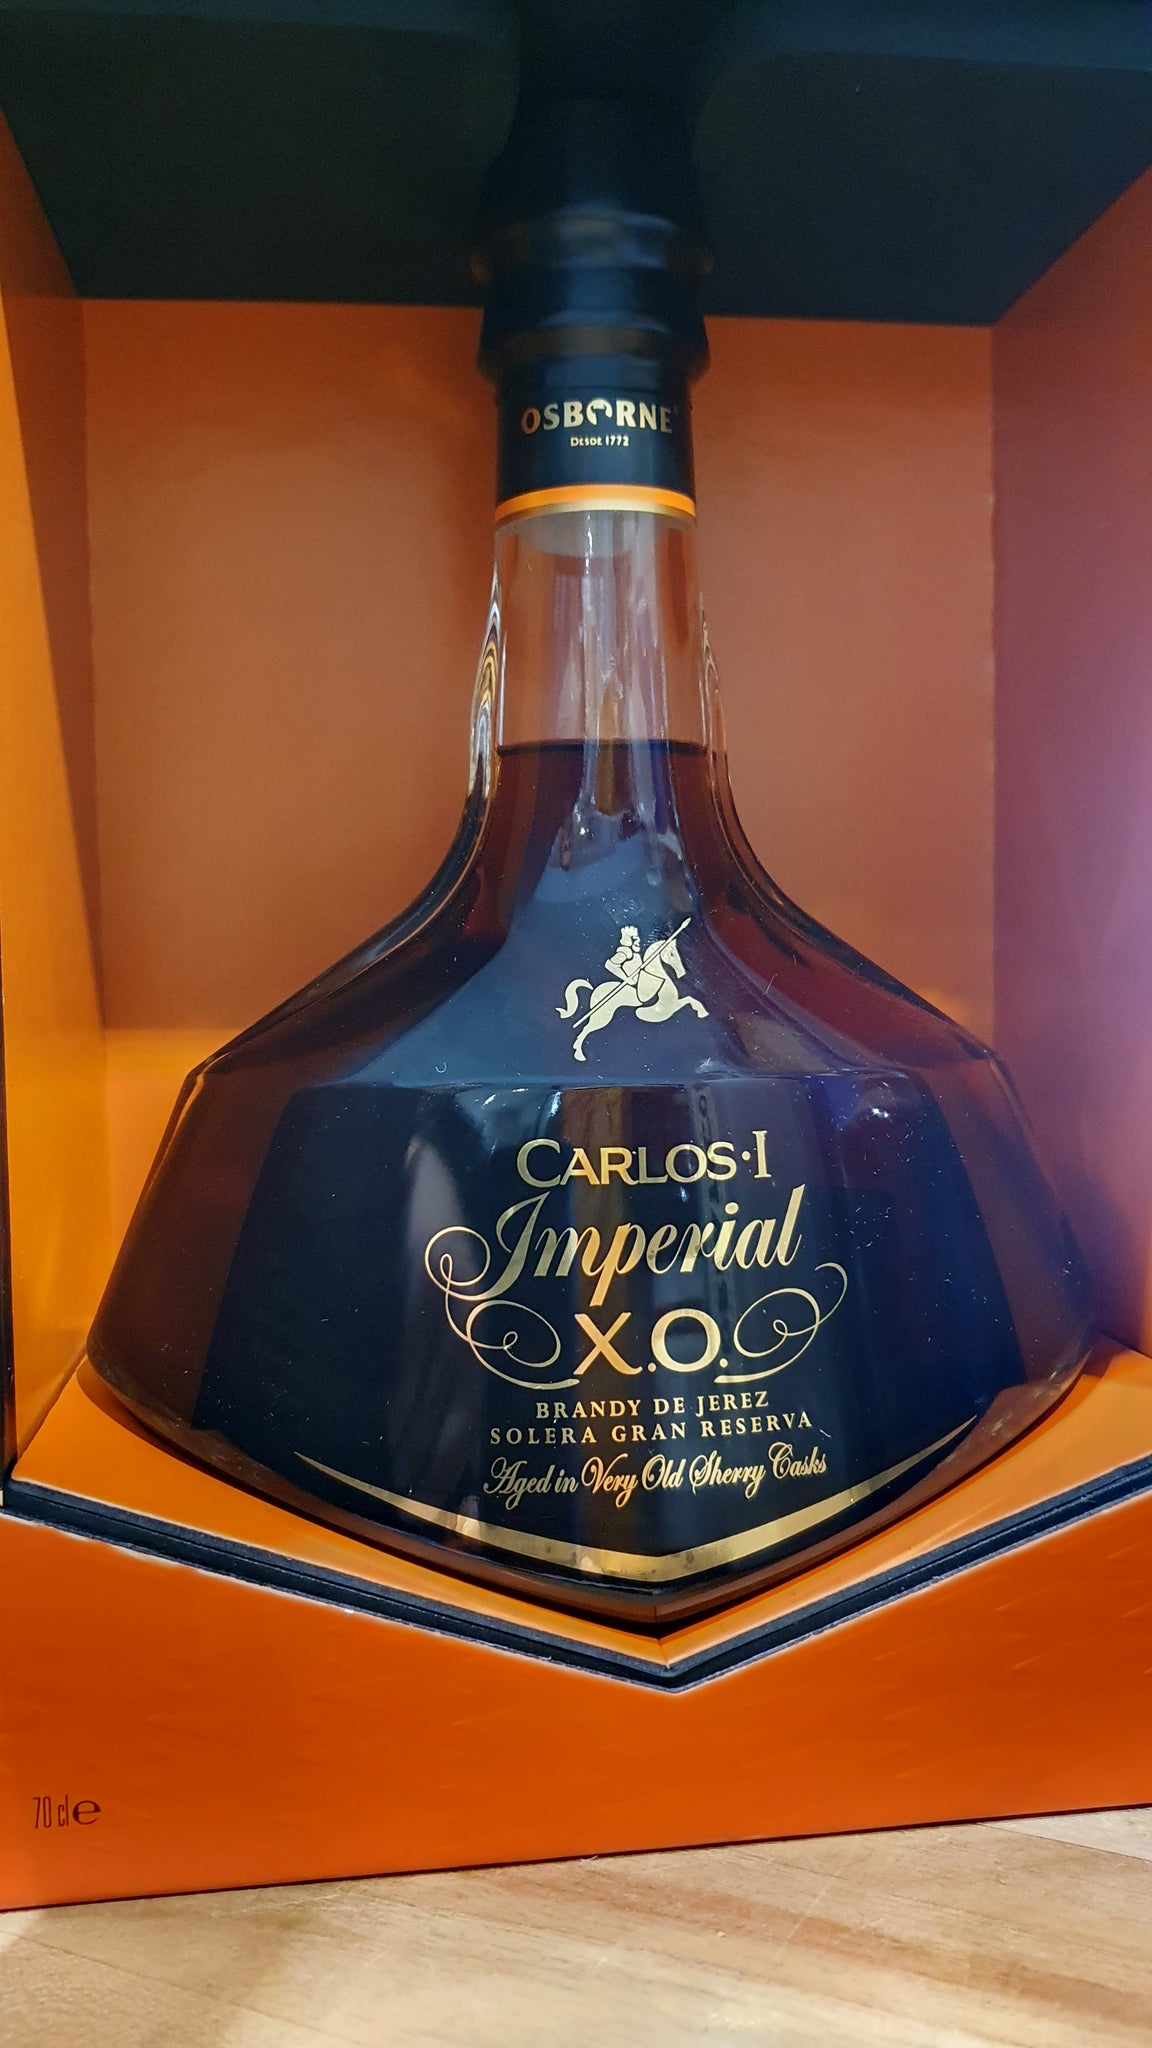 OSBORNE
DESDE 1772
CARLOS·I
Imperial
X.O.
BRANDY DE JEREZ
SOLERA GRAN RESERVA
Aged in Very Old Sherry Casks
70 cl e